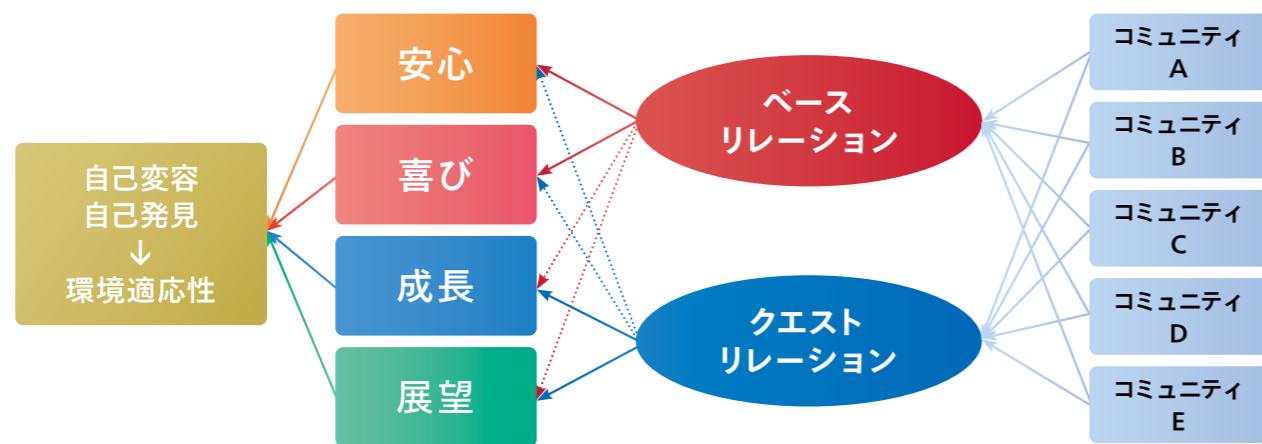 自己変容
自己発見
↓
環境適応性
安心
喜び
成長
展望
ベース
リレーション
クエスト
リレーション
コミュニティ
A
コミュニティ
B
コミュニティ
C
コミュニティ
D
コミュニティ
E